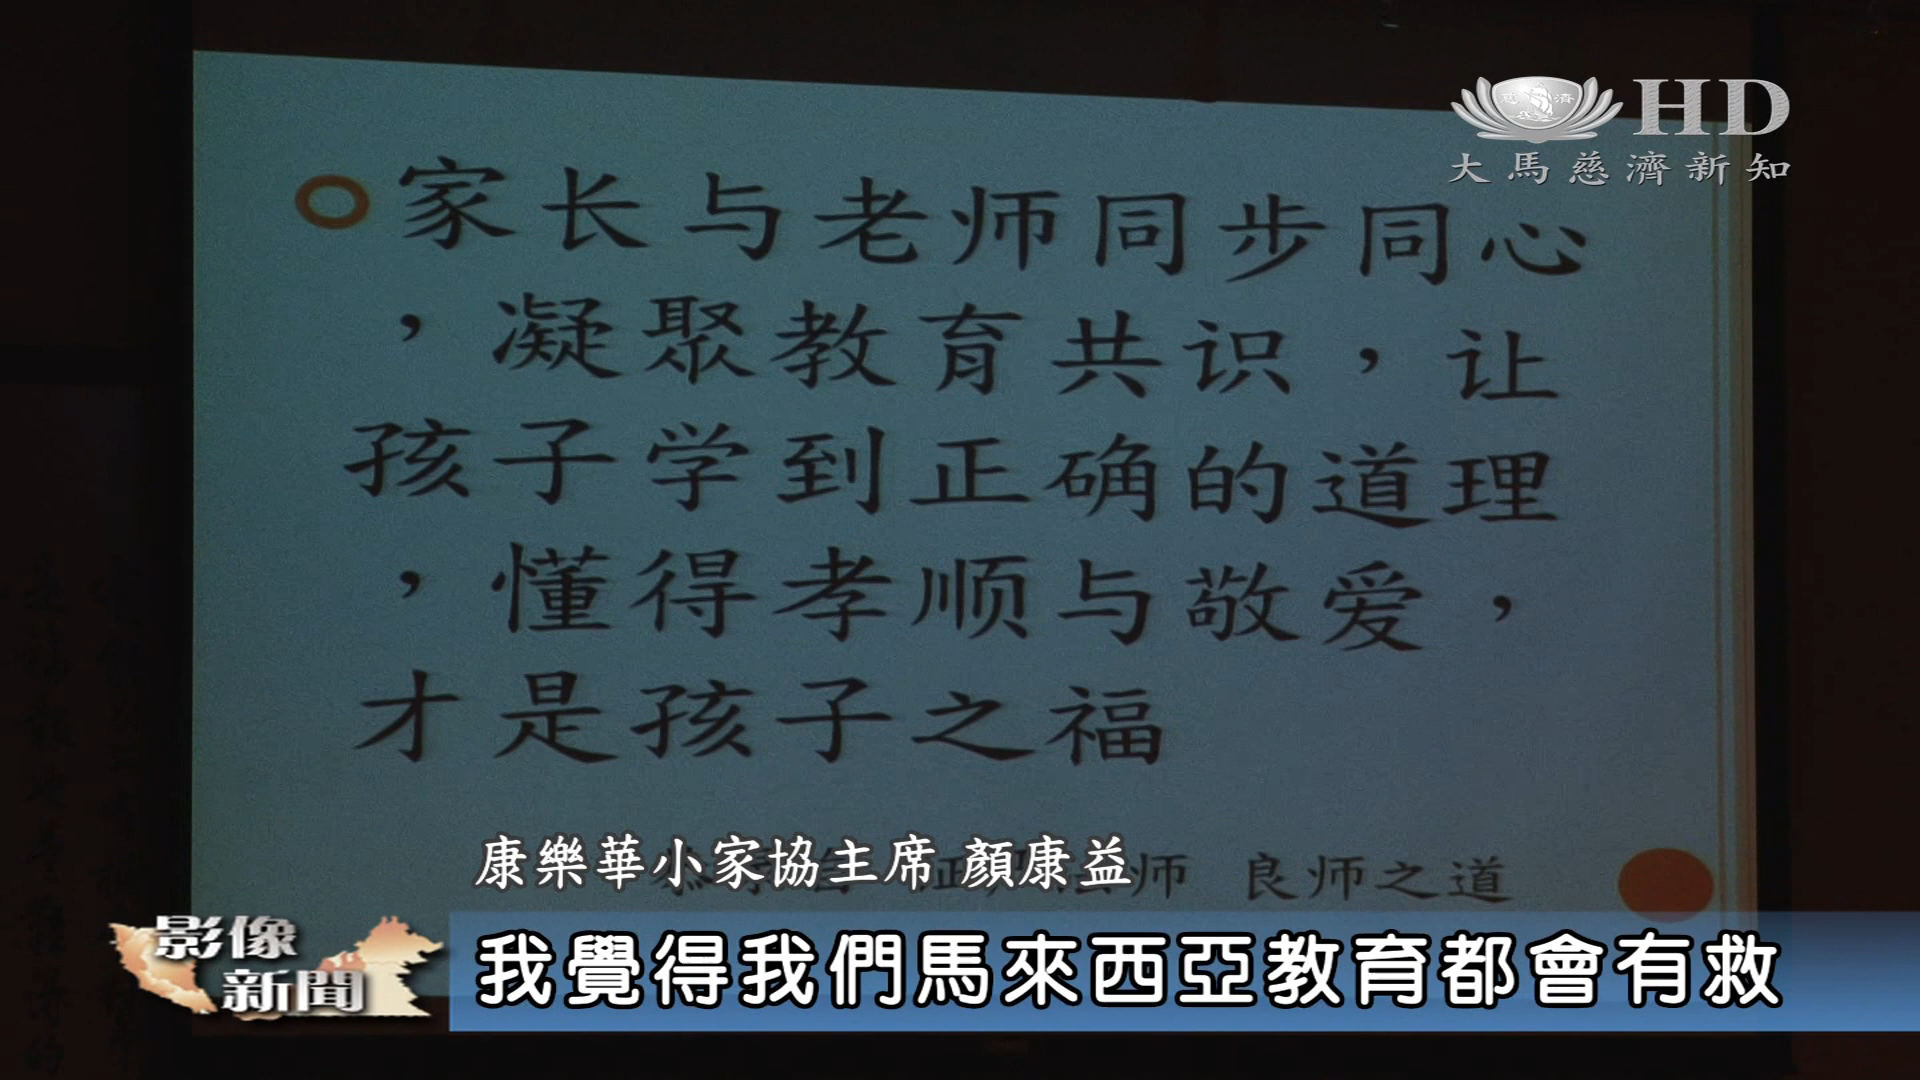 HD
大馬慈濟新知
家长与老师同步同心
，凝聚教育共识，让
孩子学到正确的道理
，懂得孝顺与敬爱，
才是孩子之福
师 良师之道
康樂華小家協主席 顏康益
影像
新聞
我覺得我們馬來西亞教育都會有救